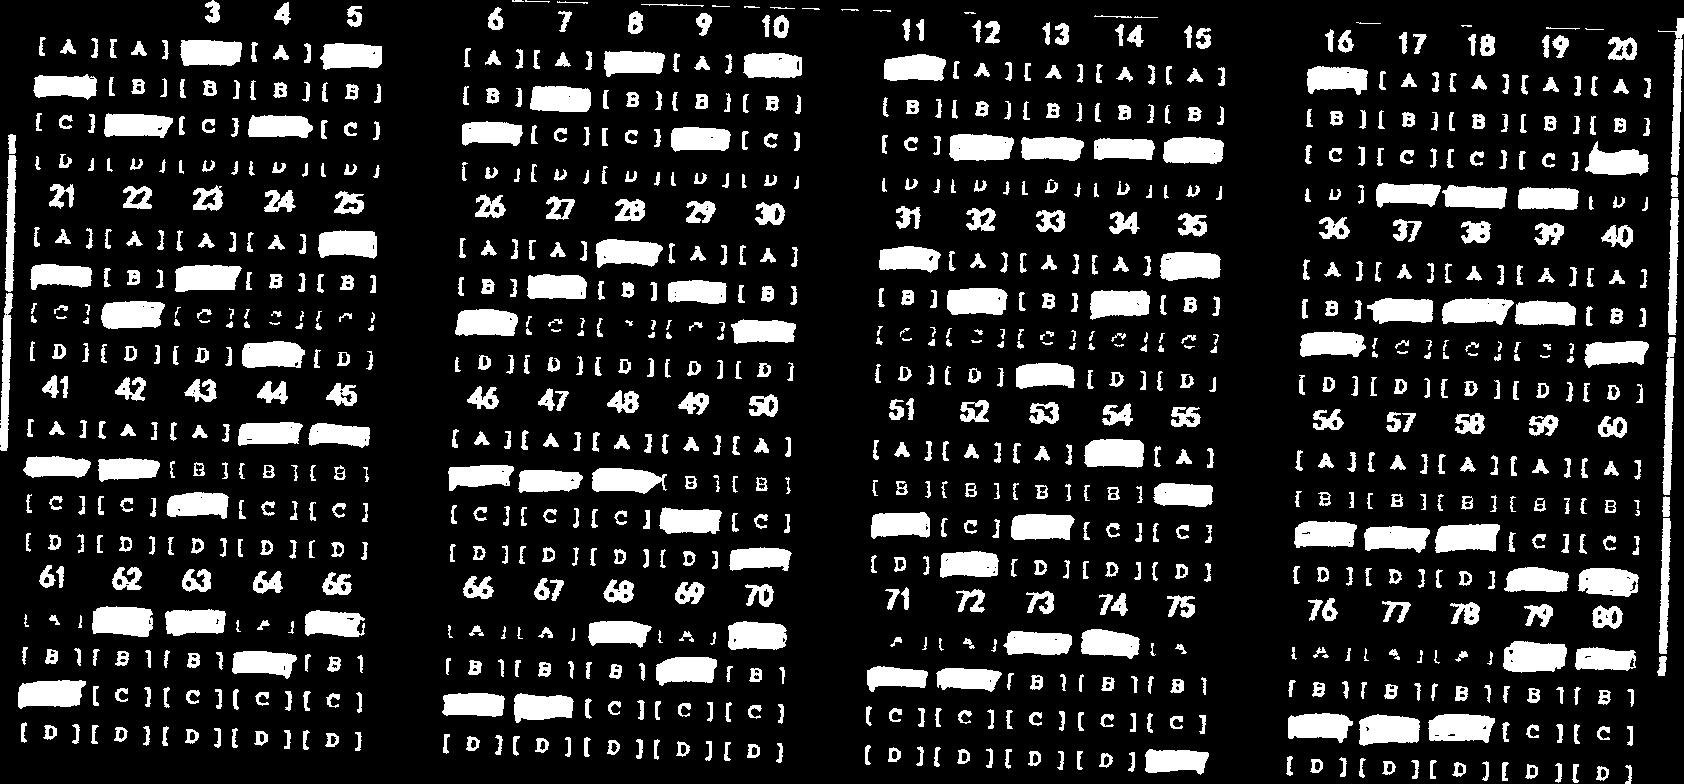 3 4 5 6 7 8 9 10 11 12 13 14 15 16 17 18 19 20
[ A ] [ A ] [ A ] [ A ] [ A ] [ A ] [ A ] [ A ] [ A ] [ A ] [ A ] [ A ] [ A ] [ A ]
[ B ] [ B ] [ B ] [ B ] [ B ] [ B ] [ B ] [ B ] [ B ] [ B ] [ B ] [ B ] [ B ] [ B ] [ B ] [ B ] [ B ] [ B ]
[ C ] [ C ] [ C ] [ C ] [ C ] [ C ] [ C ] [ C ] [ C ] [ C ] [ C ]
[ D ] [ D ] [ D ] [ D ] [ D ] [ D ] [ D ] [ D ] [ D ] [ D ] [ D ] [ D ] [ D ] [ D ] [ D ] [ D ] [ D ]
21 22 23 24 25 26 27 28 29 30 31 32 33 34 35 36 37 38 39 40
[ A ] [ A ] [ A ] [ A ] [ A ] [ A ] [ A ] [ A ] [ A ] [ A ] [ A ] [ A ] [ A ] [ A ] [ A ] [ A ]
[ B ] [ B ] [ B ] [ B ] [ B ] [ B ] [ B ] [ B ] [ B ] [ B ] [ B ]
[ C ] [ C ] [ C ] [ C ] [ C ] [ C ] [ C ] [ C ] [ C ] [ C ] [ C ] [ C ] [ C ] [ C ] [ C ]
[ D ] [ D ] [ D ] [ D ] [ D ] [ D ] [ D ] [ D ] [ D ] [ D ] [ D ] [ D ] [ D ] [ D ] [ D ] [ D ] [ D ] [ D ]
41 42 43 44 45 46 47 48 49 50 51 52 53 54 55 56 57 58 59 60
[ A ] [ A ] [ A ] [ A ] [ A ] [ A ] [ A ] [ A ] [ A ] [ A ] [ A ] [ A ] [ A ] [ A ] [ A ] [ A ] [ A ]
[ B ] [ B ] [ B ] [ B ] [ B ] [ B ] [ B ] [ B ] [ B ] [ B ] [ B ] [ B ] [ B ] [ B ]
[ C ] [ C ] [ C ] [ C ] [ C ] [ C ] [ C ] [ C ] [ C ] [ C ] [ C ] [ C ] [ C ]
[ D ] [ D ] [ D ] [ D ] [ D ] [ D ] [ D ] [ D ] [ D ] [ D ] [ D ] [ D ] [ D ] [ D ] [ D ] [ D ]
61 62 63 64 65 66 67 68 69 70 71 72 73 74 75 76 77 78 79 80
[ A ] [ A ] [ A ] [ A ] [ A ] [ A ] [ A ] [ A ] [ A ] [ A ] [ A ]
[ B ] [ B ] [ B ] [ B ] [ B ] [ B ] [ B ] [ B ] [ B ] [ B ] [ B ] [ B ] [ B ] [ B ] [ B ] [ B ]
[ C ] [ C ] [ C ] [ C ] [ C ] [ C ] [ C ] [ C ] [ C ] [ C ] [ C ] [ C ] [ C ] [ C ]
[ D ] [ D ] [ D ] [ D ] [ D ] [ D ] [ D ] [ D ] [ D ] [ D ] [ D ] [ D ] [ D ] [ D ] [ D ] [ D ] [ D ] [ D ] [ D ]